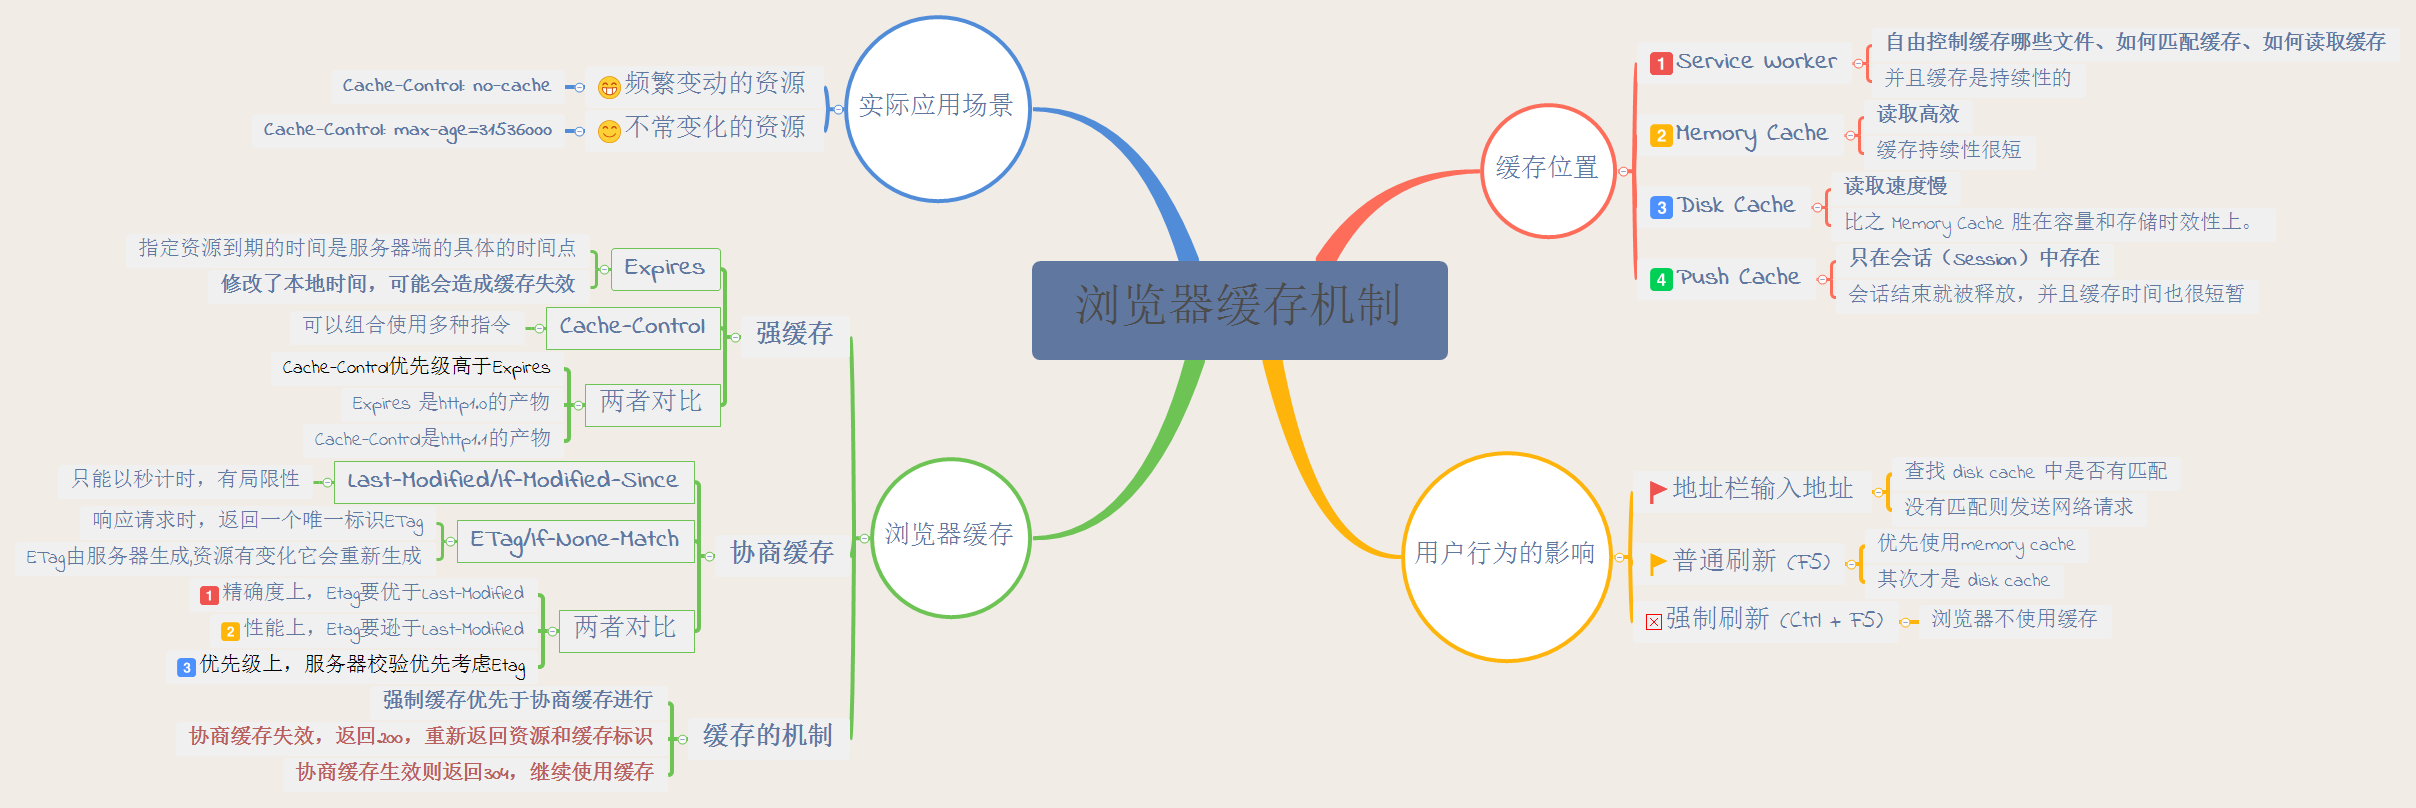 浏览器缓存机制
实际应用场景
频繁变动的资源
Cache-Control: no-cache
不常变化的资源
Cache-Control: max-age=31536000
缓存位置
1 Service Worker
自由控制缓存哪些文件、如何匹配缓存、如何读取缓存
并且缓存是持续性的
2 Memory Cache
读取高效
缓存持续性很短
3 Disk Cache
读取速度慢
比之 Memory Cache 胜在容量和存储时效性上。
4 Push Cache
只在会话（Session）中存在
会话结束就被释放，并且缓存时间也很短暂
浏览器缓存
强缓存
Expires
指定资源到期的时间是服务器端的具体的时间点
修改了本地时间，可能会造成缓存失效
Cache-Control
可以组合使用多种指令
两者对比
Cache-Control优先级高于Expires
Expires 是http1.0的产物
Cache-Control是http1.1的产物
协商缓存
Last-Modified/If-Modified-Since
只能以秒计时，有局限性
ETag/If-None-Match
响应请求时，返回一个唯一标识ETag
ETag由服务器生成,资源有变化它会重新生成
两者对比
1 精确度上，Etag要优于Last-Modified
2 性能上，Etag要逊于Last-Modified
3 优先级上，服务器校验优先考虑Etag
缓存的机制
强制缓存优先于协商缓存进行
协商缓存失效，返回200，重新返回资源和缓存标识
协商缓存生效则返回304，继续使用缓存
用户行为的影响
地址栏输入地址
查找 disk cache 中是否有匹配
没有匹配则发送网络请求
普通刷新 (F5)
优先使用memory cache
其次才是 disk cache
强制刷新 (Ctrl + F5)
浏览器不使用缓存